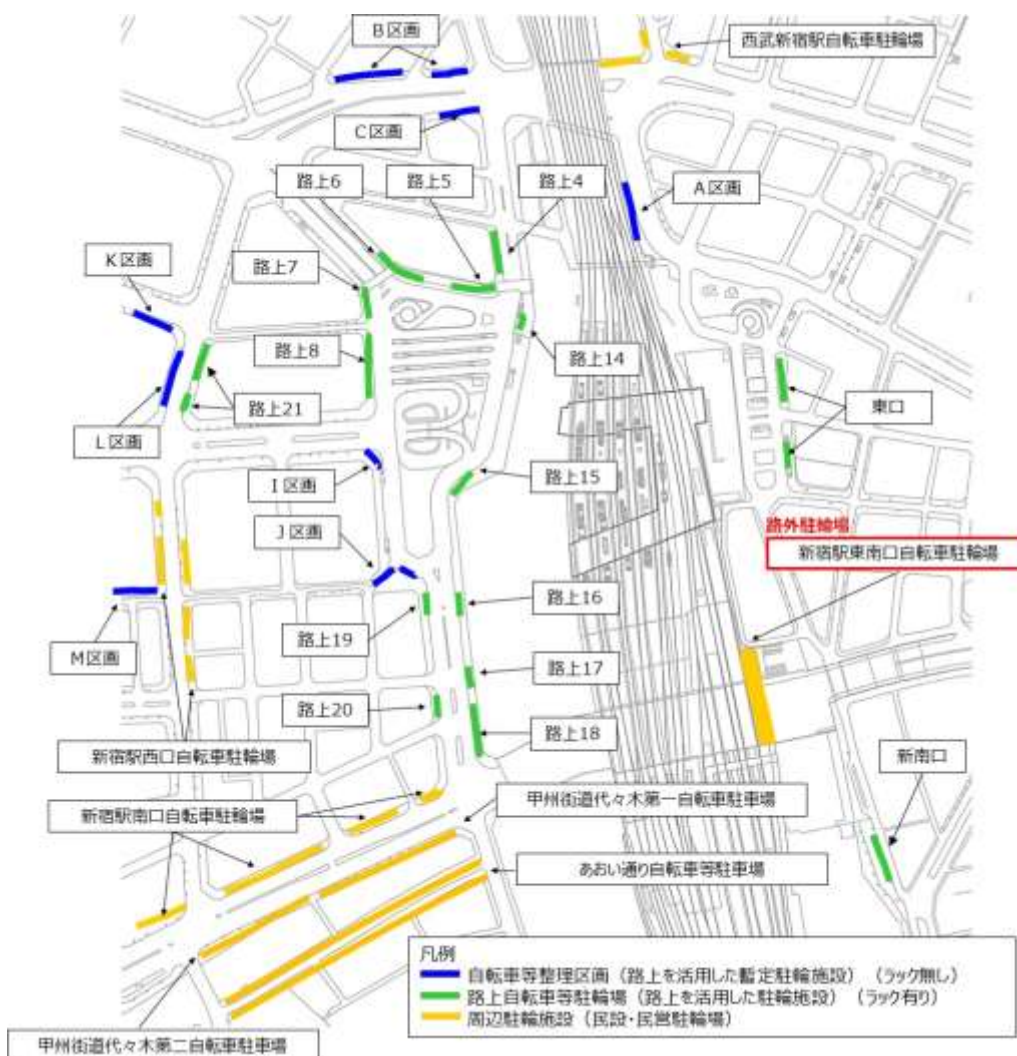 B区画
西武新宿駅自転車駐輪場
C区画
路上6
路上5
路上4
A区画
K区画
路上7
路上8
路上14
東口
L区画
路上21
I区画
路上15
路外駐輪場
新宿駅東南口自転車駐輪場
J区画
路上19
路上16
M区画
路上17
路上20
路上18
新宿駅西口自転車駐輪場
新南口
新宿駅南口自転車駐輪場
甲州街道代々木第一自転車駐車場
あおい通り自転車等駐車場
凡例
自転車等整理区画（路上を活用した暫定駐輪施設）（ラック無し）
路上自転車等駐輪場（路上を活用した駐輪施設）（ラック有り）
周辺駐輪施設（民設・民営駐輪場）
甲州街道代々木第二自転車駐車場